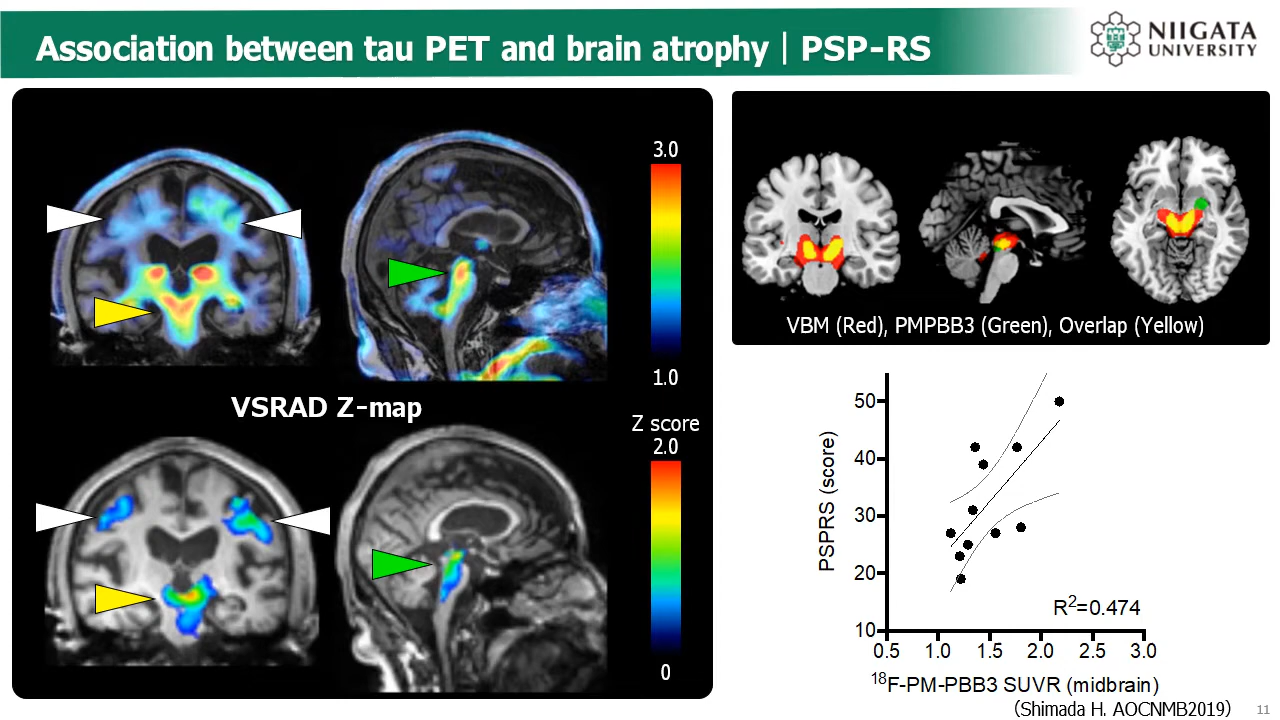 Association between tau PET and brain atrophy | PSP-RS
NIIGATA
UNIVERSITY
3.0
1.0
VSRAD Z-map
Z score
2.0
0
VBM (Red), PMPBB3 (Green), Overlap (Yellow)
PSPRS (score)
50
40
30
20
10
R²=0.474
0.5 1.0 1.5 2.0 2.5 3.0
¹⁸F-PM-PBB3 SUVR (midbrain)
（Shimada H. AOCNMB2019）
11